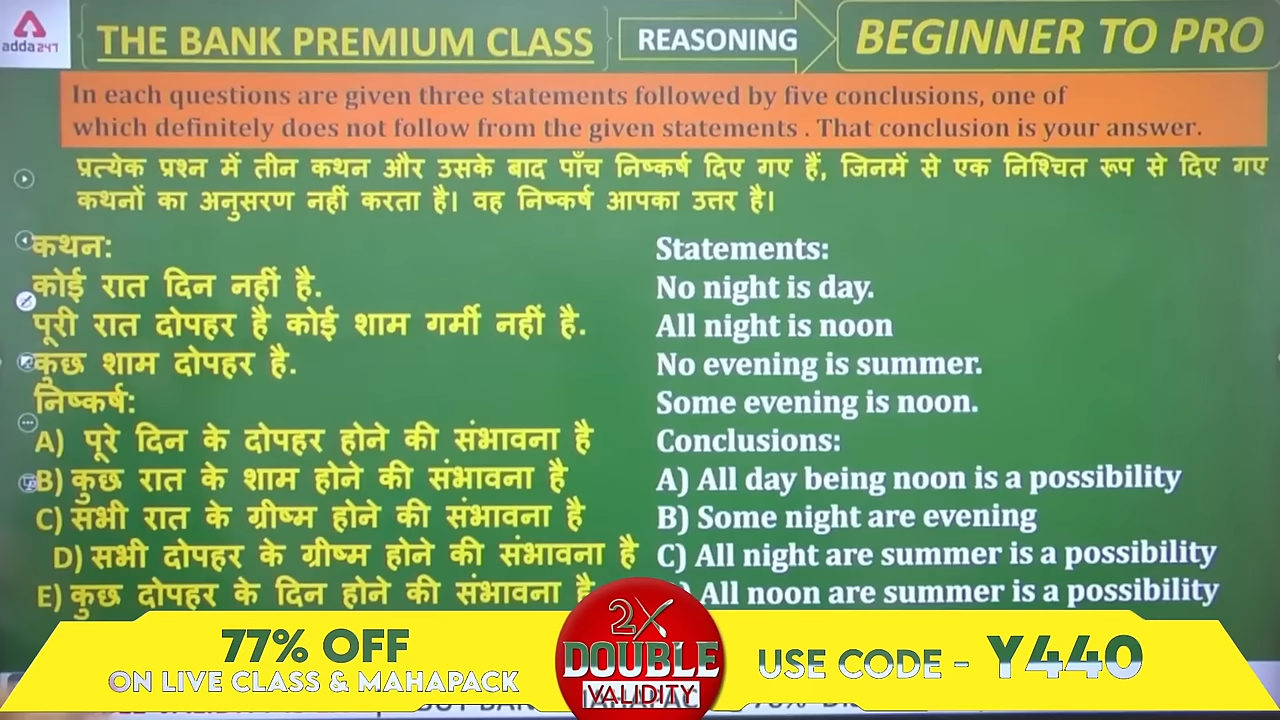 adda247
THE BANK PREMIUM CLASS
REASONING
BEGINNER TO PRO
In each questions are given three statements followed by five conclusions, one of
which definitely does not follow from the given statements . That conclusion is your answer.
प्रत्येक प्रश्न में तीन कथन और उसके बाद पाँच निष्कर्ष दिए गए हैं, जिनमें से एक निश्चित रूप से दिए गए
कथनों का अनुसरण नहीं करता है। वह निष्कर्ष आपका उत्तर है।
कथन:
कोई रात दिन नहीं है.
पूरी रात दोपहर है कोई शाम गर्मी नहीं है.
कुछ शाम दोपहर है.
निष्कर्ष:
A) पूरे दिन के दोपहर होने की संभावना है
B) कुछ रात के शाम होने की संभावना है
C) सभी रात के ग्रीष्म होने की संभावना है
D) सभी दोपहर के ग्रीष्म होने की संभावना है
E) कुछ दोपहर के दिन होने की संभावना है
Statements:
No night is day.
All night is noon
No evening is summer.
Some evening is noon.
Conclusions:
A) All day being noon is a possibility
B) Some night are evening
C) All night are summer is a possibility
) All noon are summer is a possibility
77% OFF
ON LIVE CLASS & MAHAPACK
2X
DOUBLE
VALIDITY
USE CODE - Y440